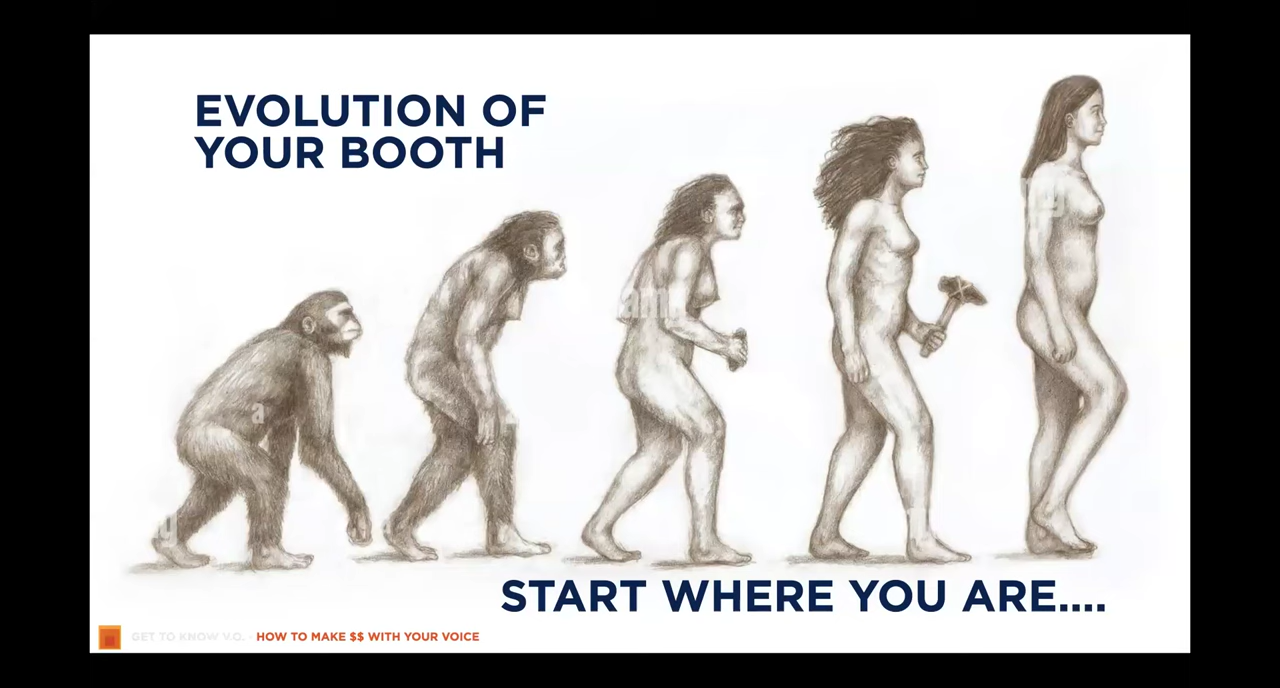 EVOLUTION OF
YOUR BOOTH
START WHERE YOU ARE....
GET TO KNOW V.O. - HOW TO MAKE $$ WITH YOUR VOICE